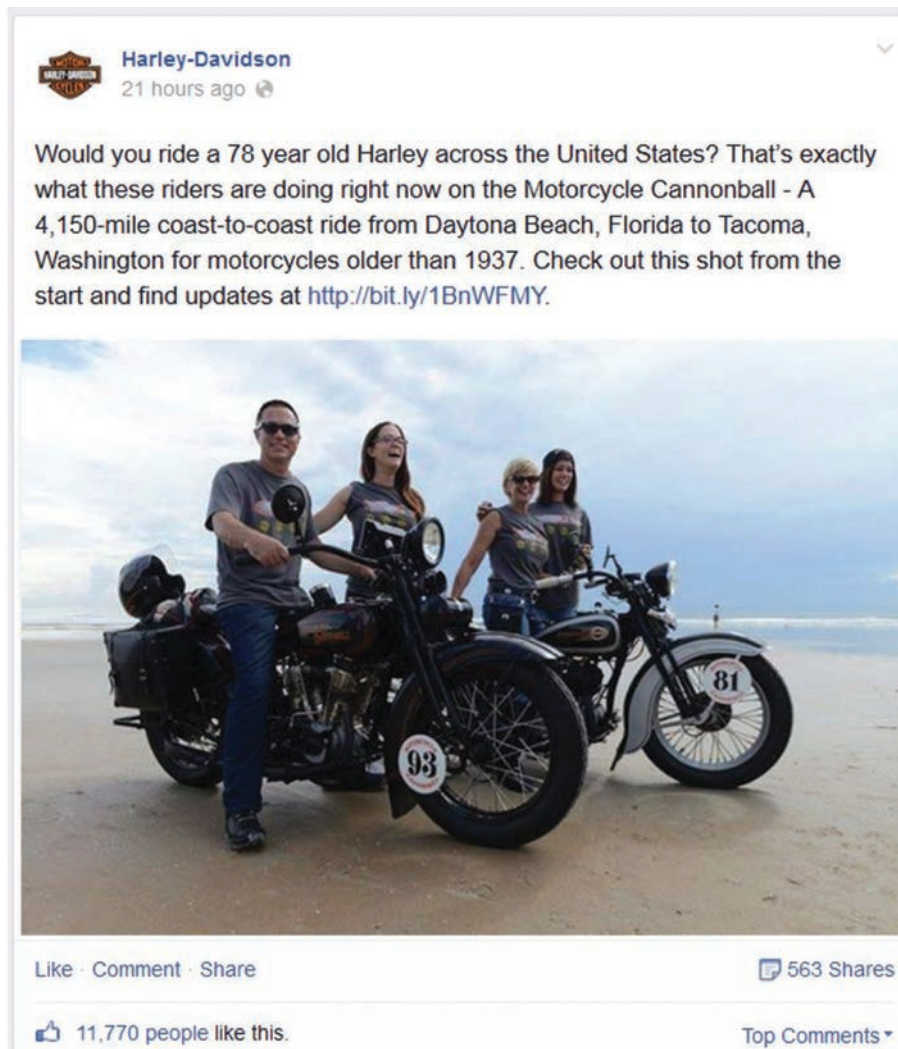 MOTOR
HARLEY-DAVIDSON
CYCLES
Harley-Davidson
21 hours ago
Would you ride a 78 year old Harley across the United States? That's exactly
what these riders are doing right now on the Motorcycle Cannonball - A
4,150-mile coast-to-coast ride from Daytona Beach, Florida to Tacoma,
Washington for motorcycles older than 1937. Check out this shot from the
start and find updates at http://bit.ly/1BnWFMY.
93
81
Like · Comment · Share
563 Shares
11,770 people like this.
Top Comments